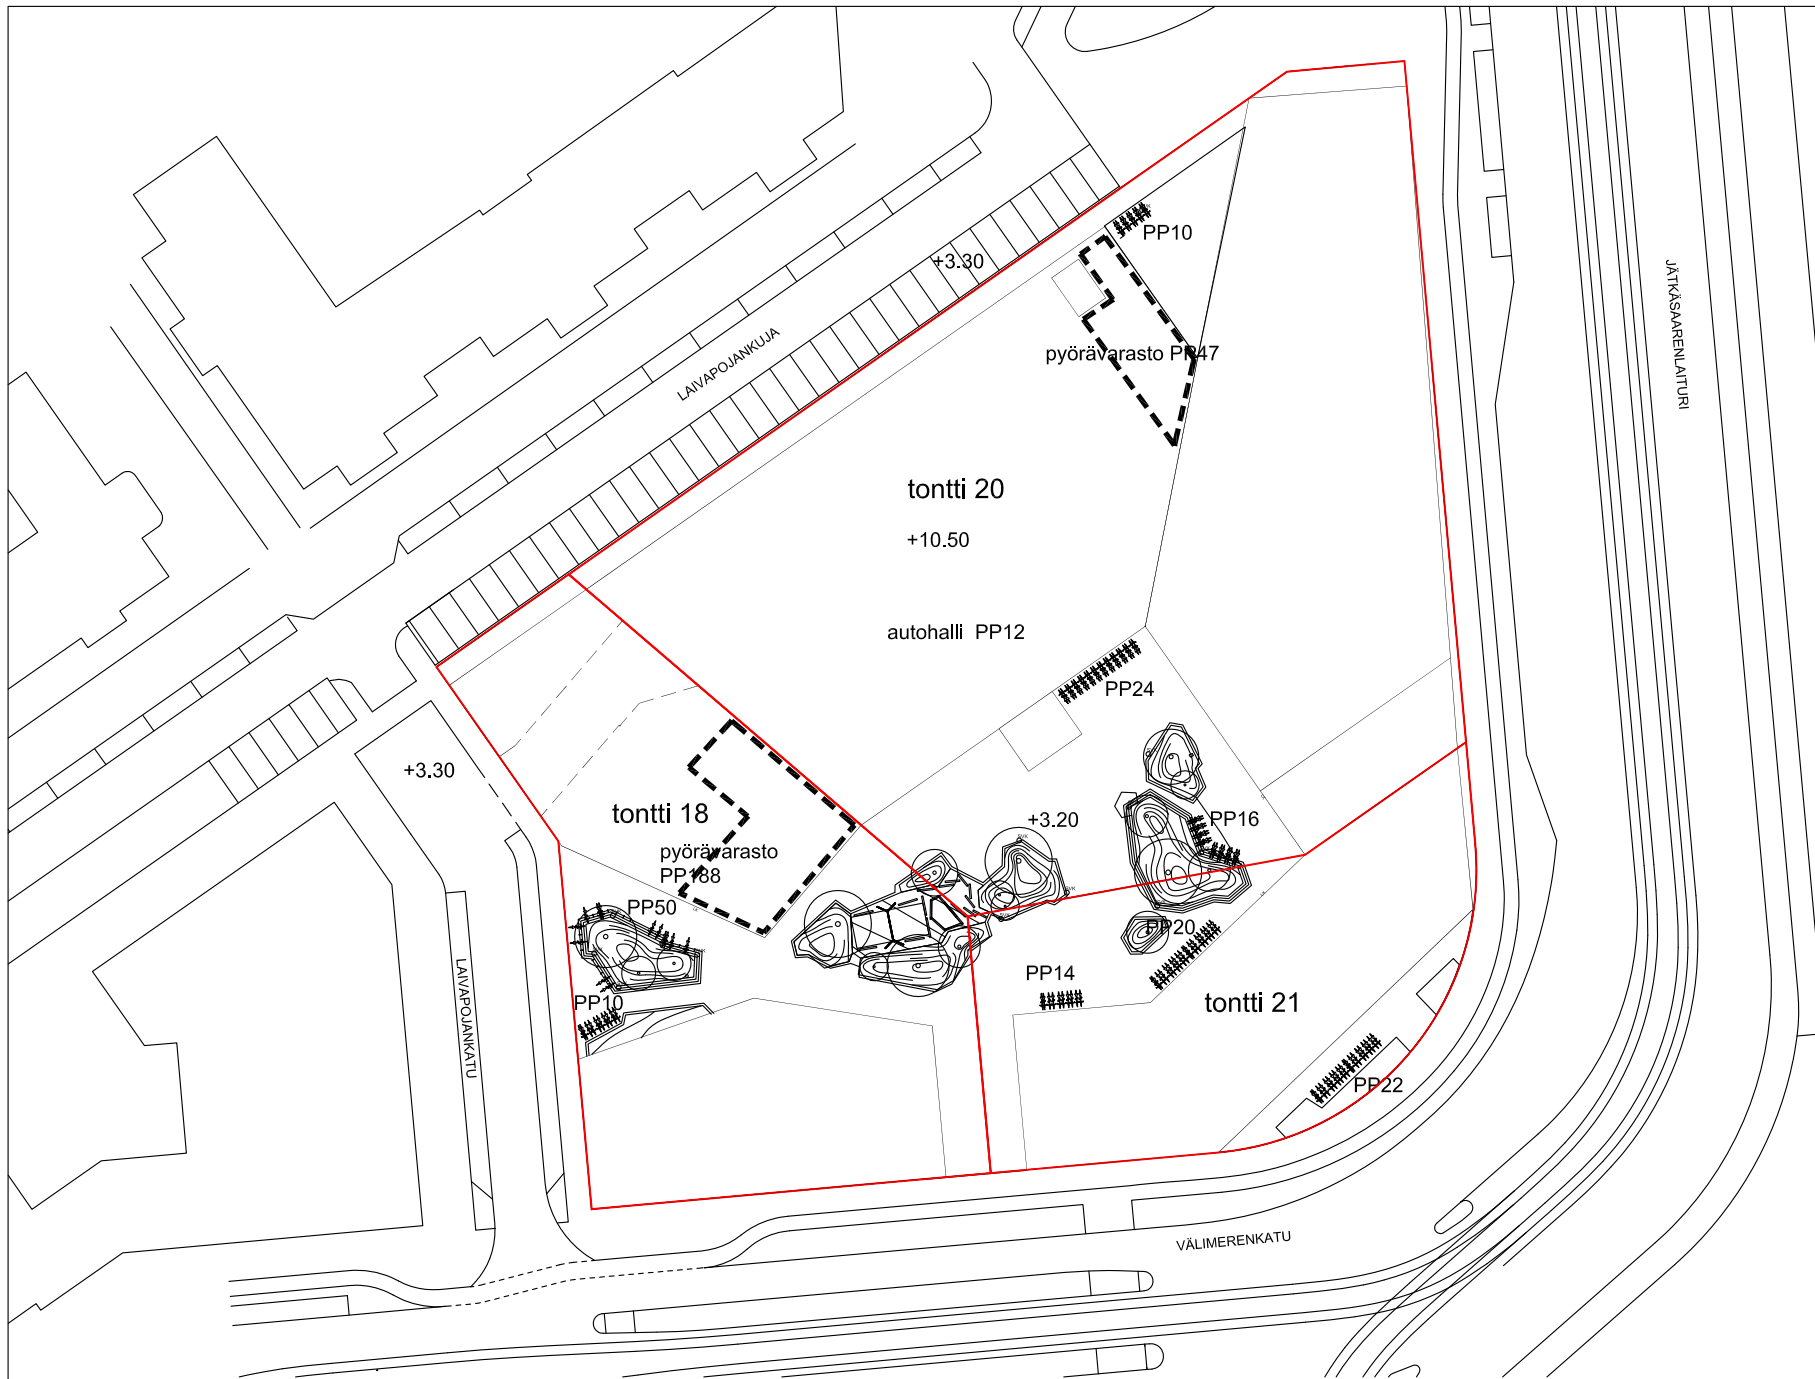 PP10
+3.30
JÄTKÄSAARENLAITURI
LAIVAPOJANKUJA
pyörävarasto PP47
tontti 20
+10.50
autohalli PP12
PP24
+3.30
tontti 18
+3.20
PP16
pyörävarasto
PP188
PP50
PP20
PP14
PP10
tontti 21
LAIVAPOJANKATU
PP22
VÄLIMERENKATU